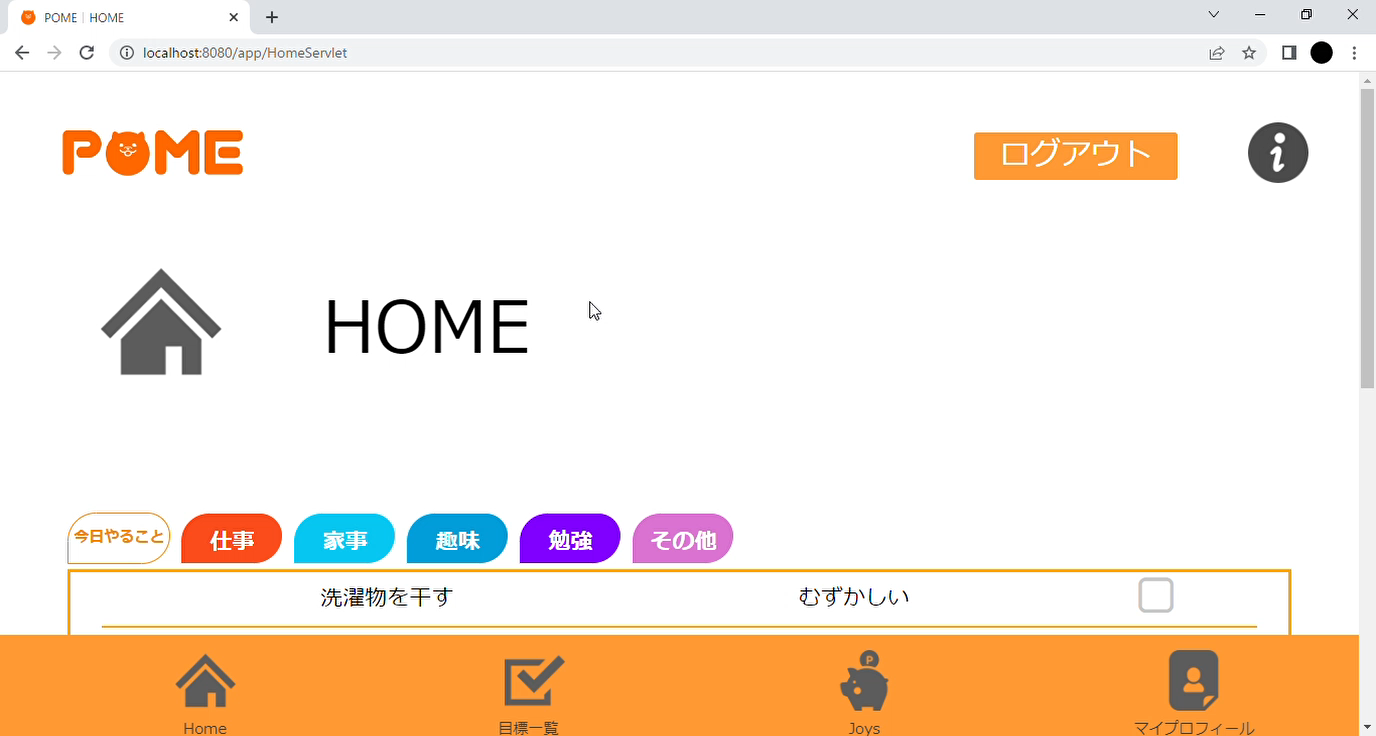 POME | HOME
localhost:8080/app/HomeServlet
POME
ログアウト
i
HOME
今日やること
仕事
家事
趣味
勉強
その他
洗濯物を干す
むずかしい
P
Home
目標一覧
Joys
マイプロフィール